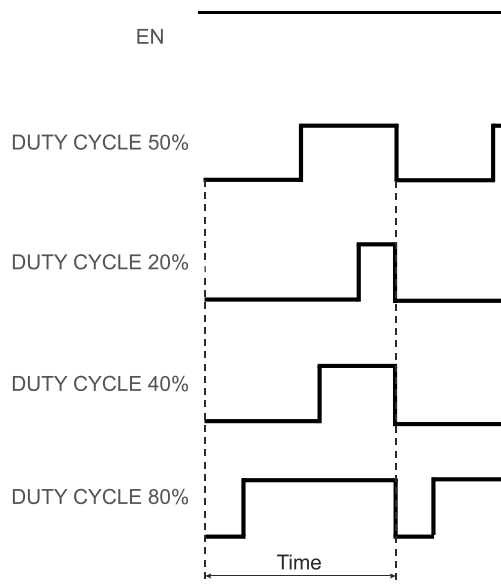 EN
DUTY CYCLE 50%
DUTY CYCLE 20%
DUTY CYCLE 40%
DUTY CYCLE 80%
Time